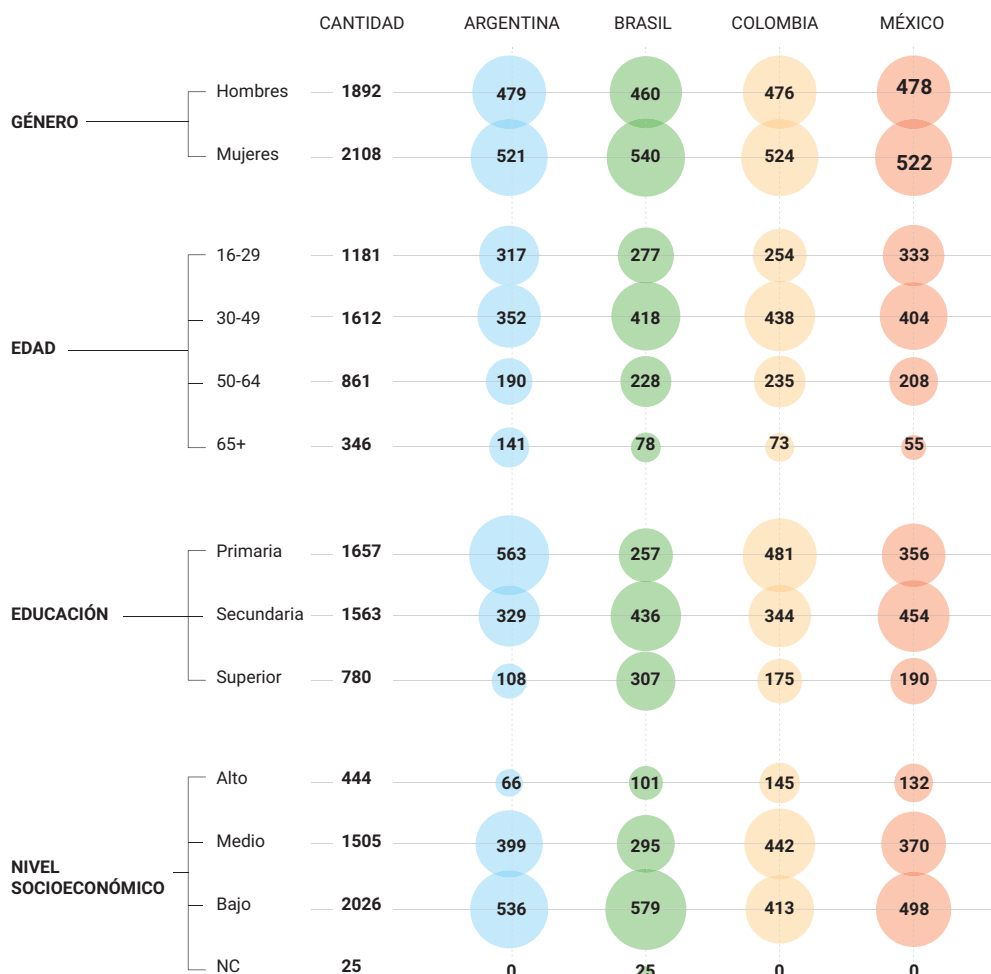 CANTIDAD ARGENTINA BRASIL COLOMBIA MÉXICO
GÉNERO
Hombres 1892 479 460 476 478
Mujeres 2108 521 540 524 522
EDAD
16-29 1181 317 277 254 333
30-49 1612 352 418 438 404
50-64 861 190 228 235 208
65+ 346 141 78 73 55
EDUCACIÓN
Primaria 1657 563 257 481 356
Secundaria 1563 329 436 344 454
Superior 780 108 307 175 190
NIVEL
SOCIOECONÓMICO
Alto 444 66 101 145 132
Medio 1505 399 295 442 370
Bajo 2026 536 579 413 498
NC 25 0 25 0 0